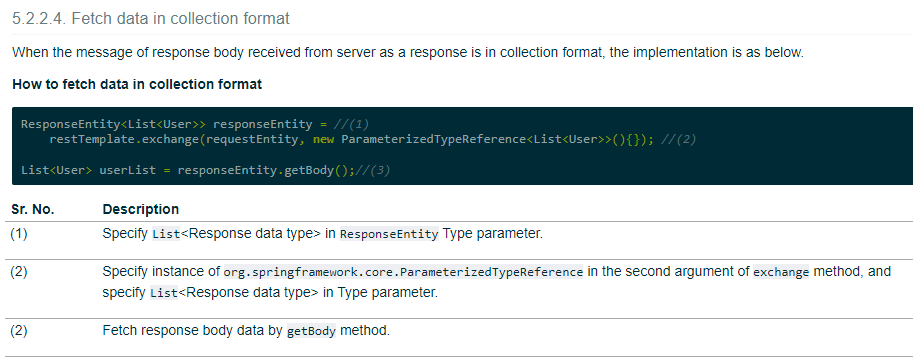 5.2.2.4. Fetch data in collection format
When the message of response body received from server as a response is in collection format, the implementation is as below.
How to fetch data in collection format
ResponseEntity<List<User>> responseEntity = //(1)
    restTemplate.exchange(requestEntity, new ParameterizedTypeReference<List<User>>(){}); //(2)
List<User> userList = responseEntity.getBody();//(3)
Sr. No. Description
(1) Specify List<Response data type> in ResponseEntity Type parameter.
(2) Specify instance of org.springframework.core.ParameterizedTypeReference in the second argument of exchange method, and
specify List<Response data type> in Type parameter.
(2) Fetch response body data by getBody method.